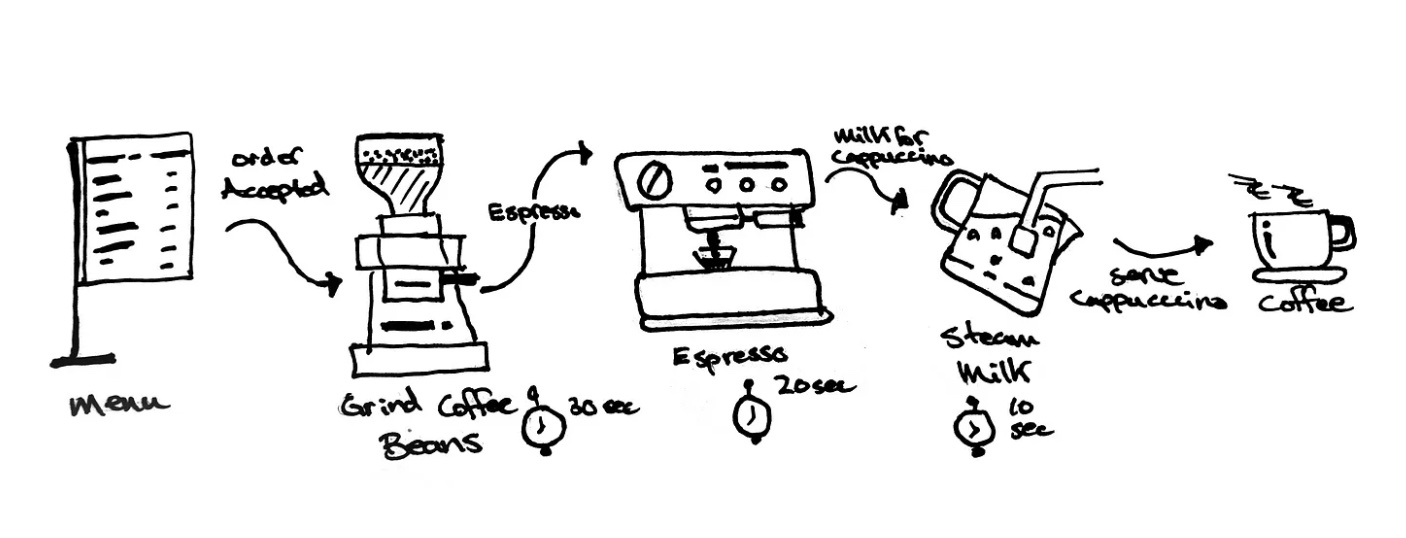 order
Accepted
menu
Grind Coffee
Beans
30 sec
Espresso
Espresso
20 sec
milk for
cappuccino
Steam
Milk
10
sec
serve
cappucccino
coffee